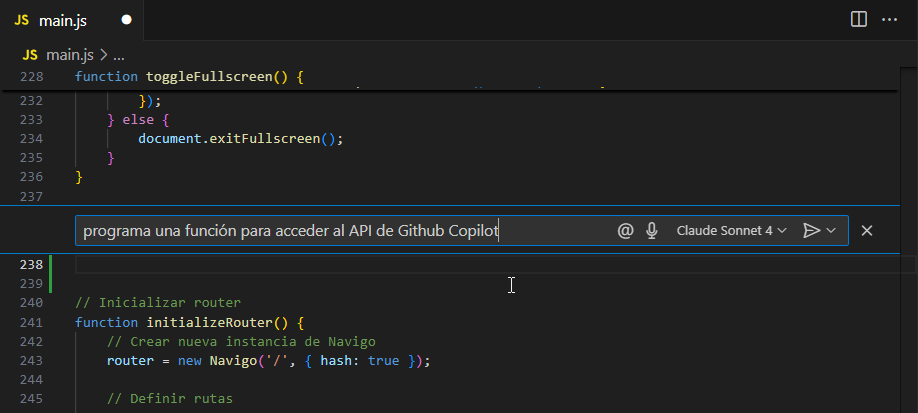 JS main.js
JS main.js > ...
228 function toggleFullscreen() {
232 });
233 } else {
234 document.exitFullscreen();
235 }
236 }
237
programa una función para acceder al API de Github Copilot @ Claude Sonnet 4
238
239
240 // Inicializar router
241 function initializeRouter() {
242 // Crear nueva instancia de Navigo
243 router = new Navigo('/', { hash: true });
244
245 // Definir rutas